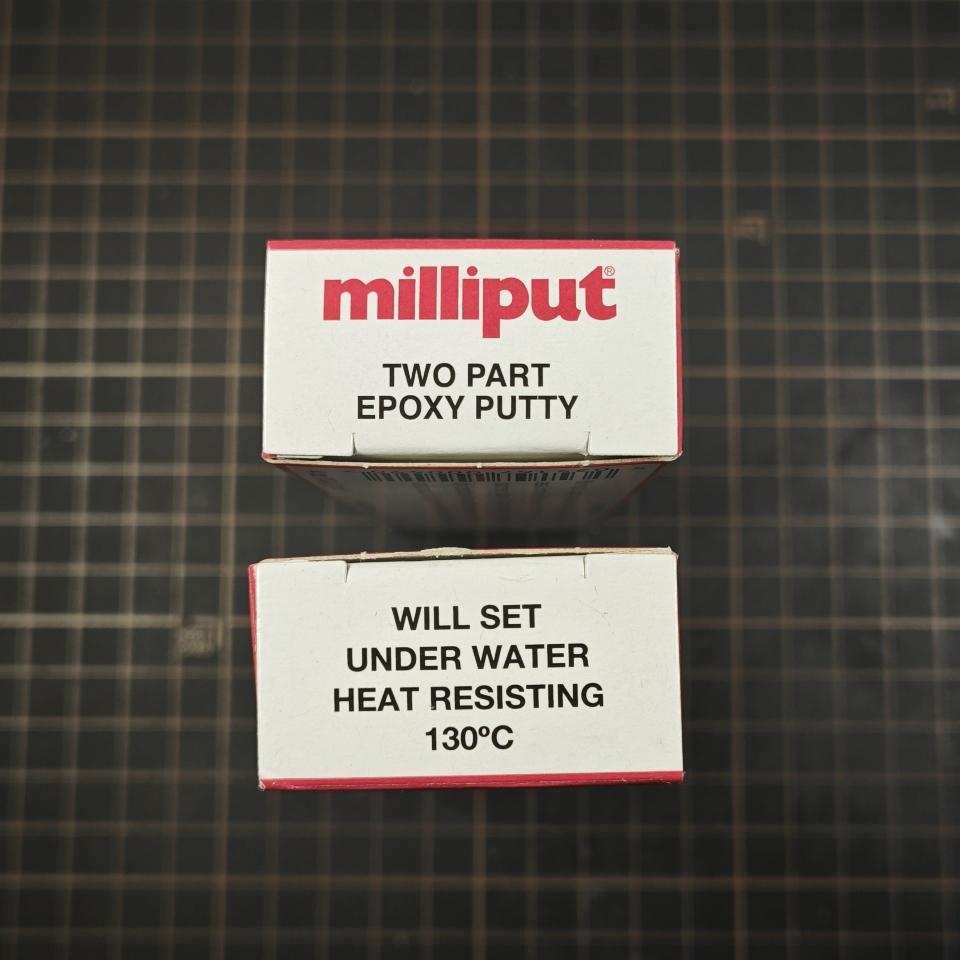 milliput®
TWO PART
EPOXY PUTTY
WILL SET
UNDER WATER
HEAT RESISTING
130ºC